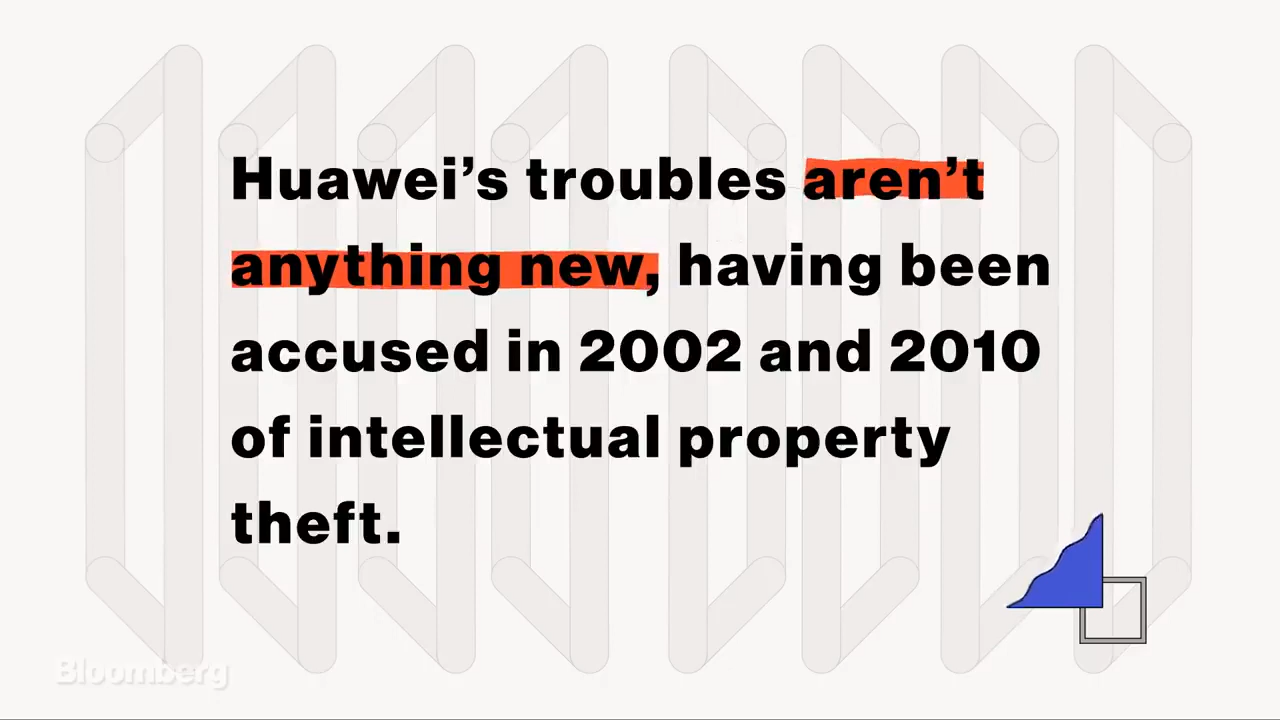 Huawei’s troubles aren’t
anything new, having been
accused in 2002 and 2010
of intellectual property
theft.
Bloomberg